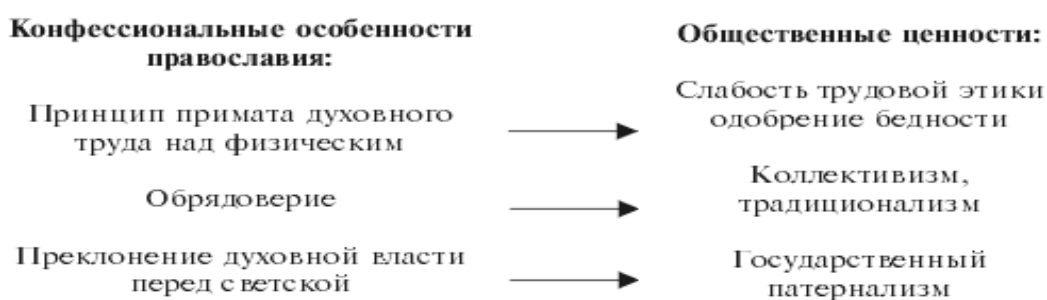 Конфессиональные особенности
православия:
Общественные ценности:
Принцип примата духовного
труда над физическим
Слабость трудовой этики
одобрение бедности
Обрядоверие
Коллективизм,
традиционализм
Преклонение духовной власти
перед светской
Государственный
патернализм